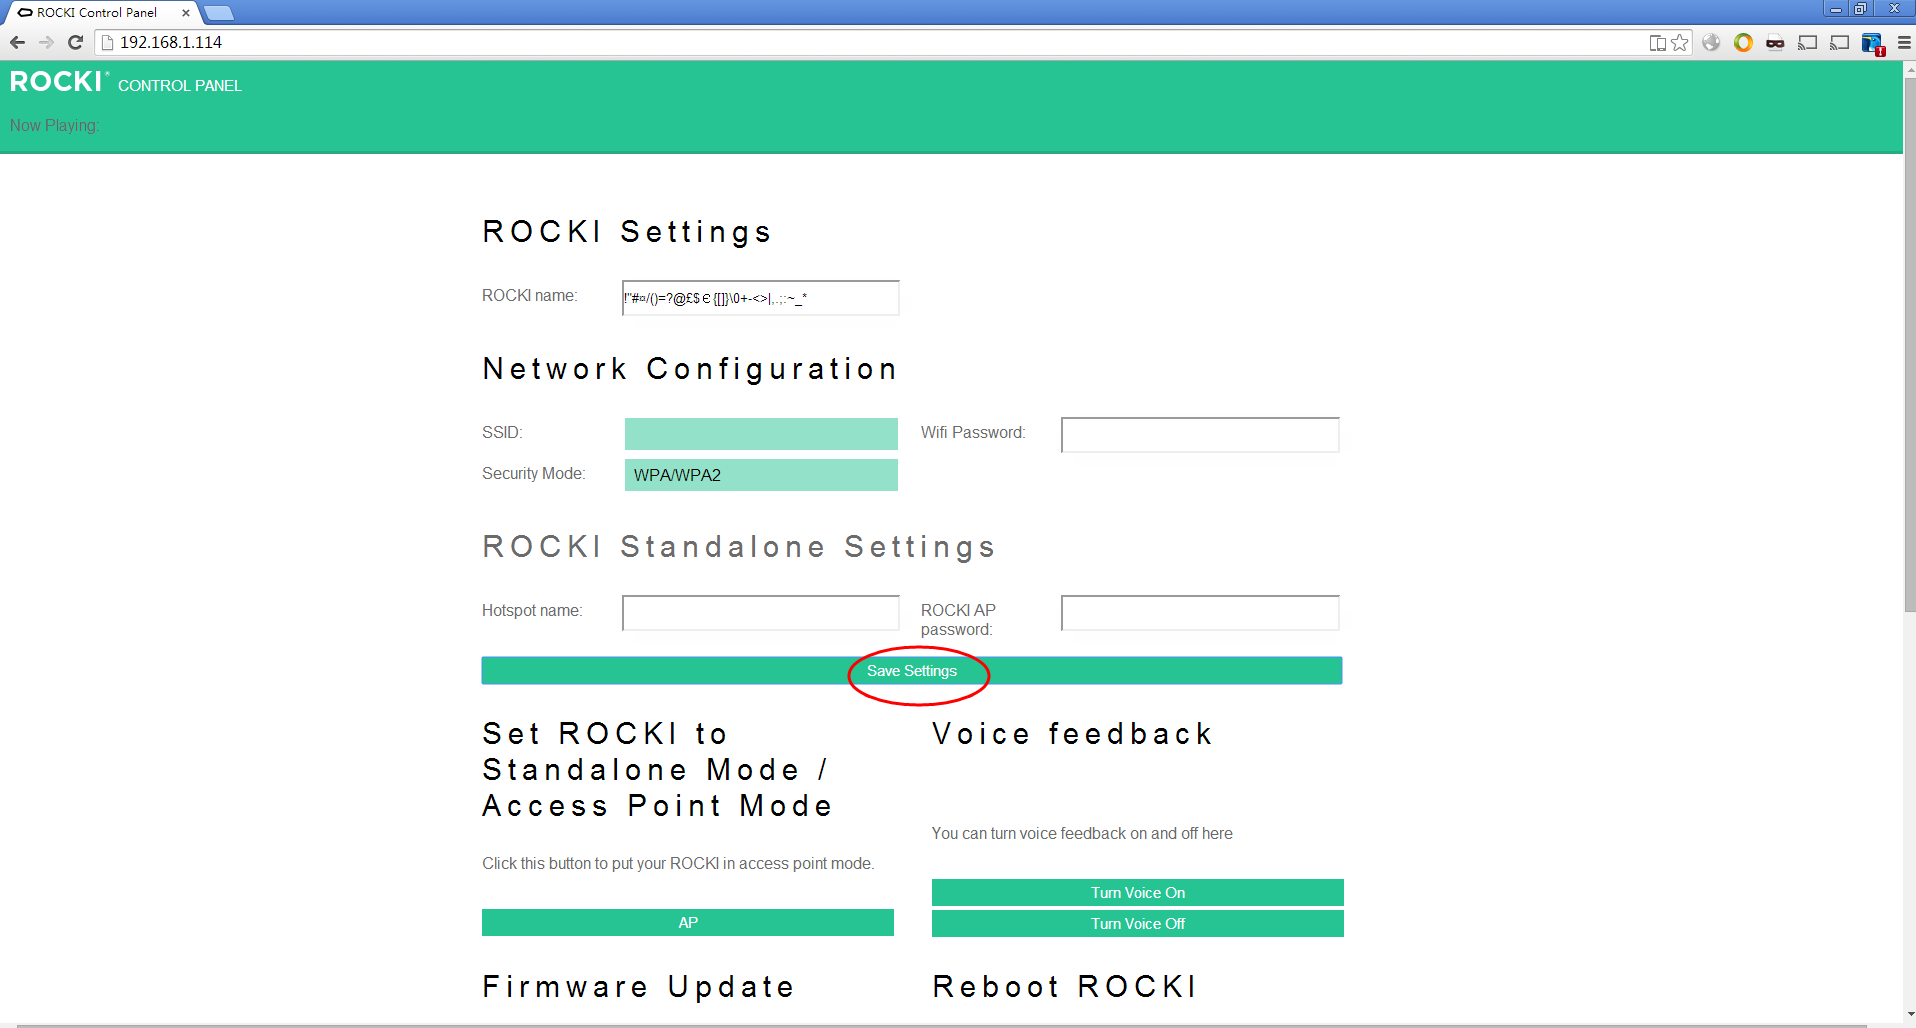 ROCKI Control Panel
192.168.1.114
ROCKI® CONTROL PANEL
Now Playing:
ROCKI Settings
ROCKI name: !"#¤/()=?@£$€{[]}\0+-<>|,.;:~_*
Network Configuration
SSID: Wifi Password:
Security Mode: WPA/WPA2
ROCKI Standalone Settings
Hotspot name: ROCKI AP
password:
Save Settings
Set ROCKI to
Standalone Mode /
Access Point Mode
Click this button to put your ROCKI in access point mode.
AP
Voice feedback
You can turn voice feedback on and off here
Turn Voice On
Turn Voice Off
Firmware Update
Reboot ROCKI